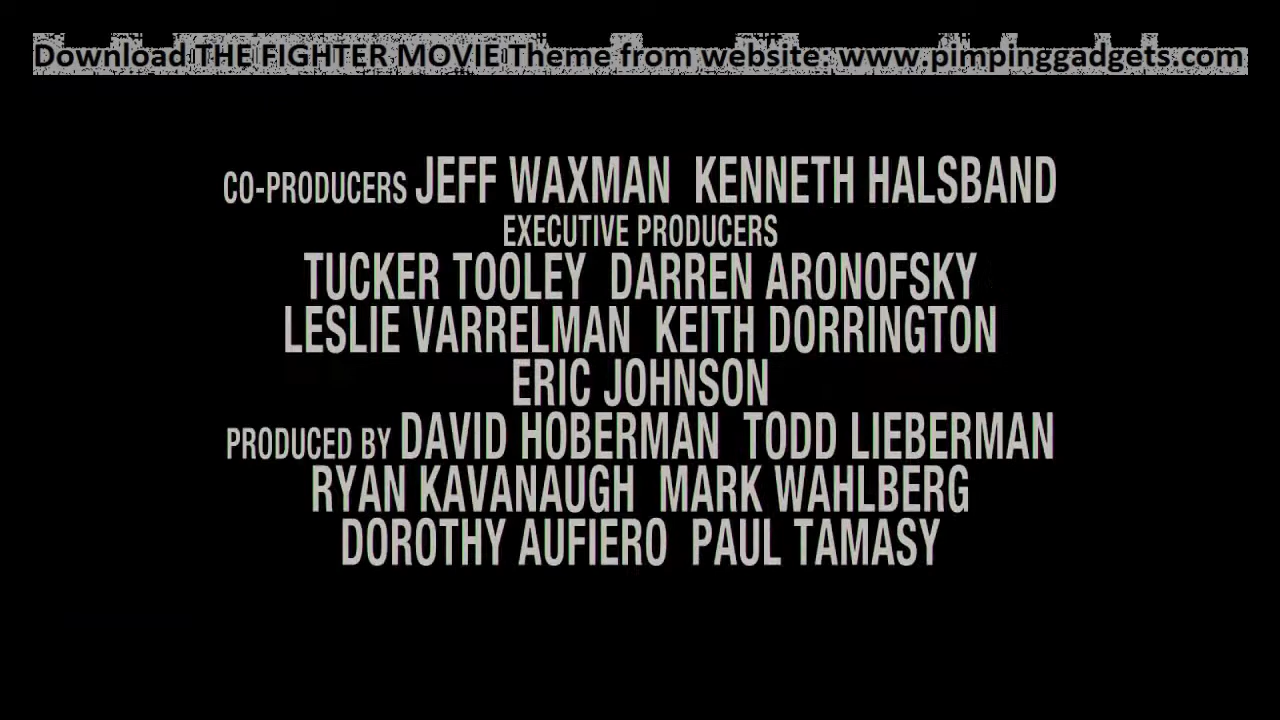 Download THE FIGHTER MOVIE Theme from website: www.pimpinggadgets.com
CO-PRODUCERS JEFF WAXMAN KENNETH HALSBAND
EXECUTIVE PRODUCERS
TUCKER TOOLEY DARREN ARONOFSKY
LESLIE VARRELMAN KEITH DORRINGTON
ERIC JOHNSON
PRODUCED BY DAVID HOBERMAN TODD LIEBERMAN
RYAN KAVANAUGH MARK WAHLBERG
DOROTHY AUFIERO PAUL TAMASY